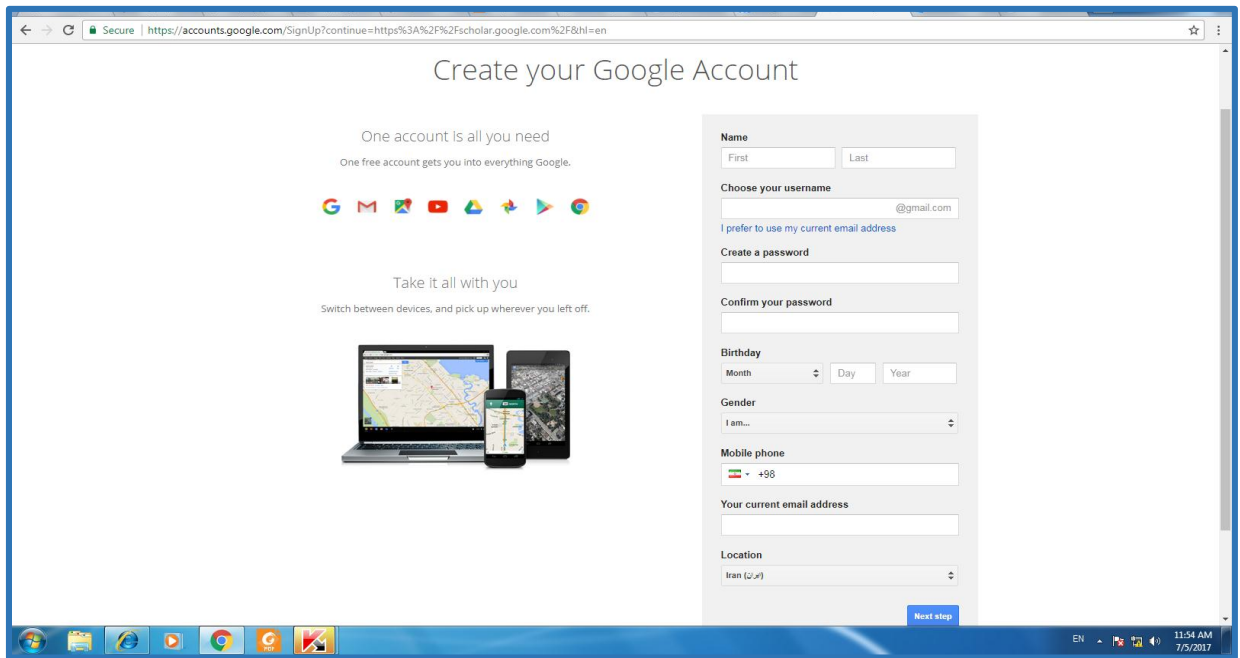 Secure | https://accounts.google.com/SignUp?continue=https%3A%2F%2Fscholar.google.com%2F&hl=en
Create your Google Account
One account is all you need
One free account gets you into everything Google.
Take it all with you
Switch between devices, and pick up wherever you left off.
Name
First Last
Choose your username
@gmail.com
I prefer to use my current email address
Create a password
Confirm your password
Birthday
Month Day Year
Gender
I am...
Mobile phone
+98
Your current email address
Location
Iran (ایران)
Next step
EN 11:54 AM
7/5/2017